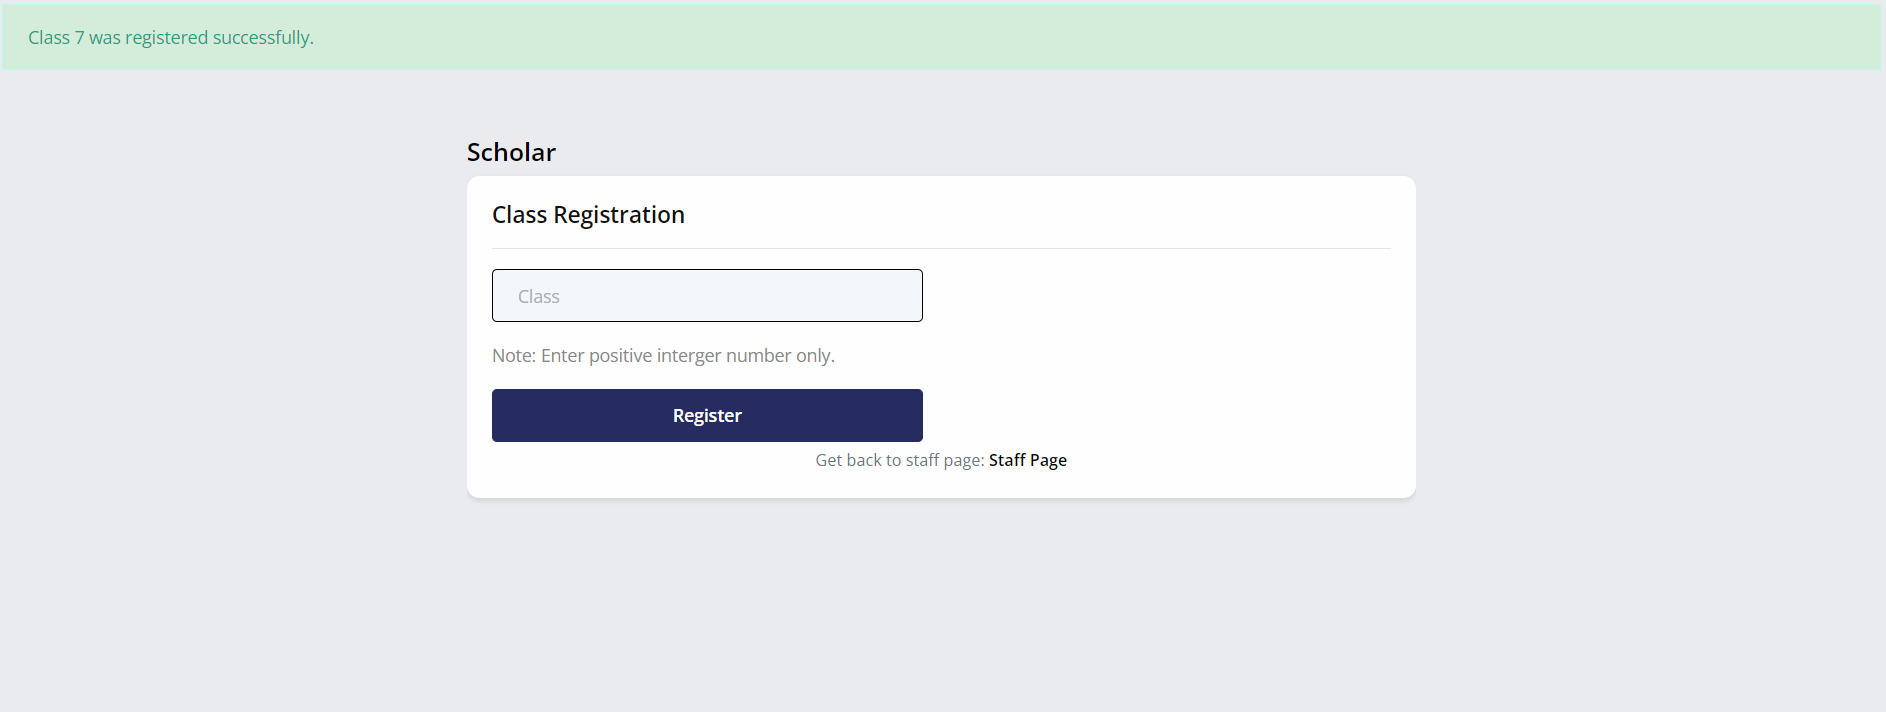 Class 7 was registered successfully.
Scholar
Class Registration
Class
Note: Enter positive interger number only.
Register
Get back to staff page: Staff Page